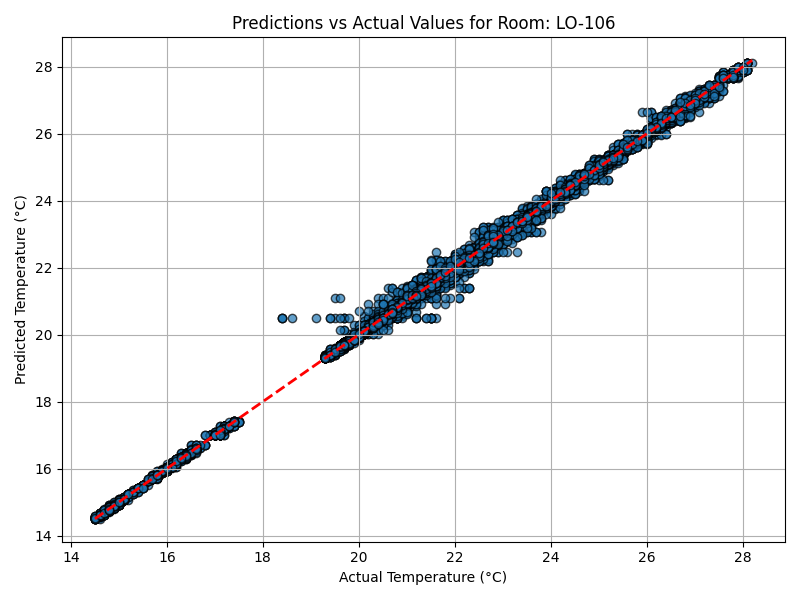 Predictions vs Actual Values for Room: LO-106
Predicted Temperature (°C)
28
26
24
22
20
18
16
14
14 16 18 20 22 24 26 28
Actual Temperature (°C)